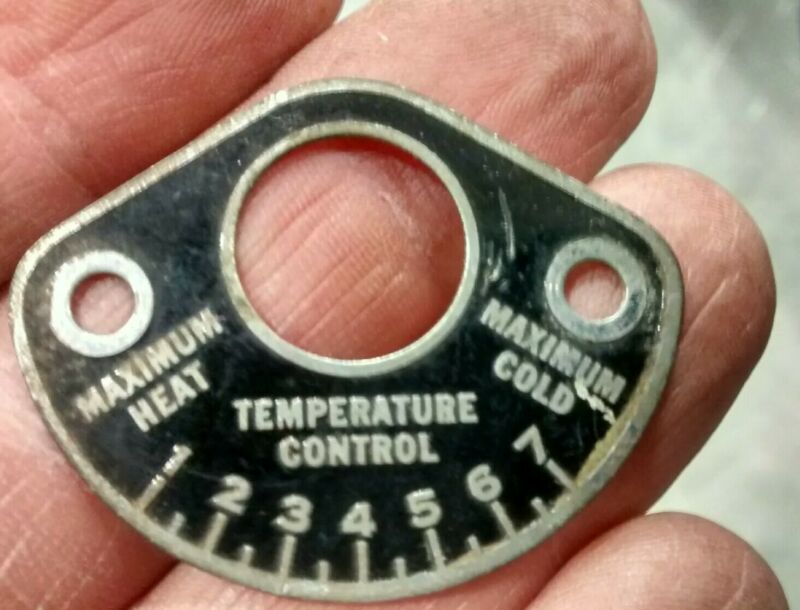 MAXIMUM
HEAT
MAXIMUM
COLD
TEMPERATURE
CONTROL
1 2 3 4 5 6 7